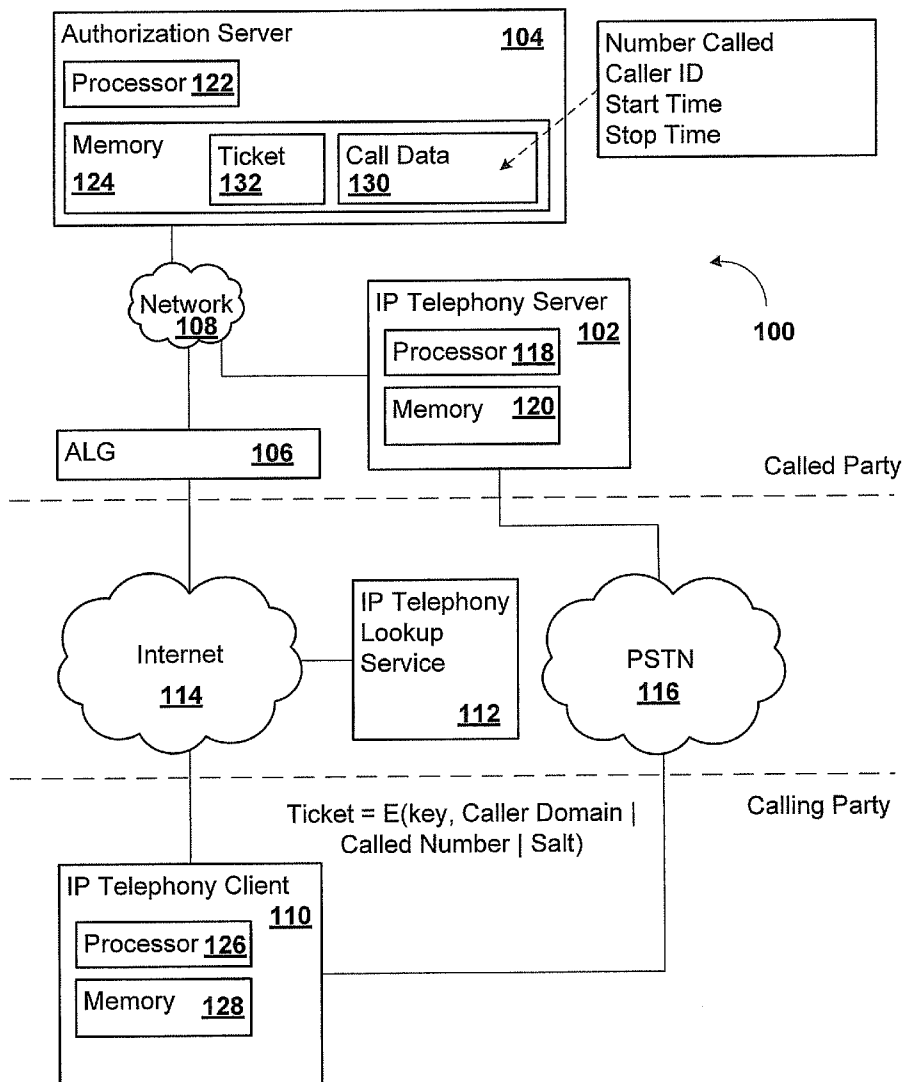 Authorization Server
104
Processor 122
Memory
124
Ticket
132
Call Data
130
Number Called
Caller ID
Start Time
Stop Time
Network
108
IP Telephony Server
102
Processor 118
Memory 120
100
ALG 106
Called Party
Internet
114
IP Telephony
Lookup
Service
112
PSTN
116
Calling Party
Ticket = E(key, Caller Domain |
Called Number | Salt)
IP Telephony Client
110
Processor 126
Memory 128